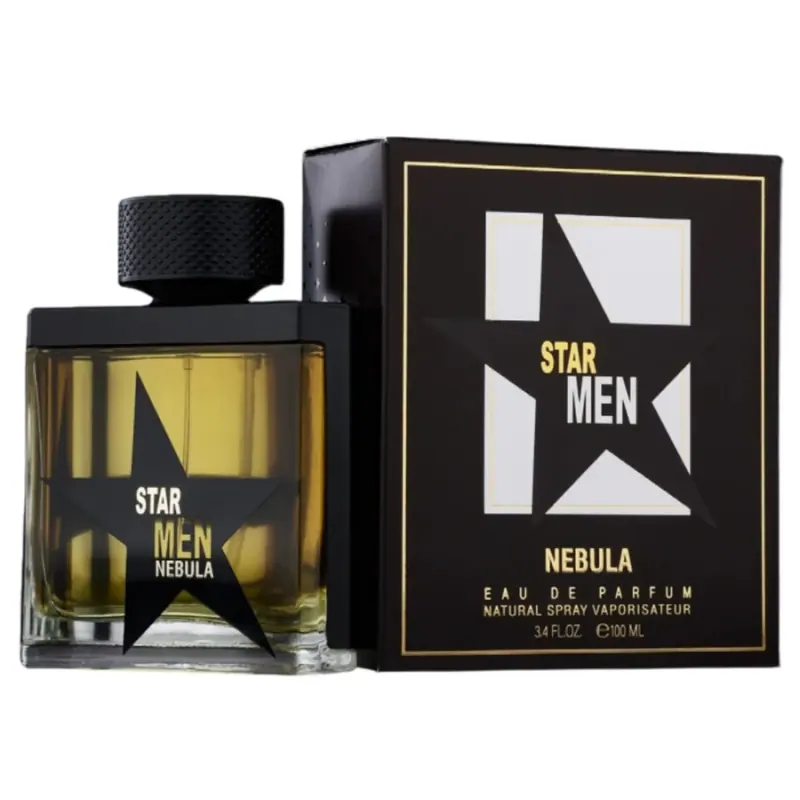 STAR
MEN
NEBULA
STAR
MEN
NEBULA
EAU DE PARFUM
NATURAL SPRAY VAPORISATEUR
3.4 FL.OZ. ℮100 ML